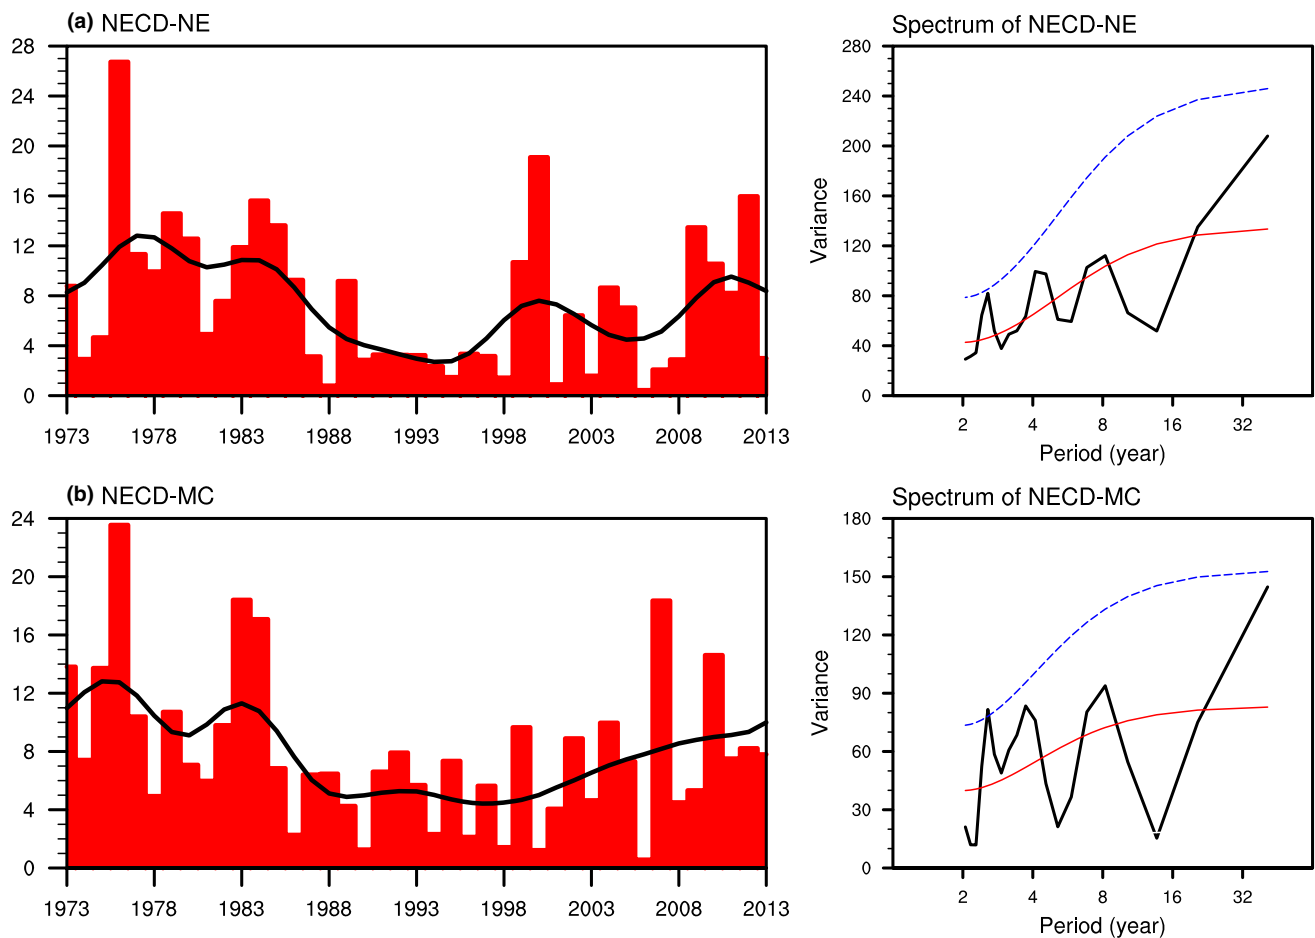 (a) NECD-NE
28
24
20
16
12
8
4
0
1973 1978 1983 1988 1993 1998 2003 2008 2013
Spectrum of NECD-NE
Variance
280
240
200
160
120
80
40
0
2 4 8 16 32
Period (year)
(b) NECD-MC
24
20
16
12
8
4
0
1973 1978 1983 1988 1993 1998 2003 2008 2013
Spectrum of NECD-MC
Variance
180
150
120
90
60
30
0
2 4 8 16 32
Period (year)